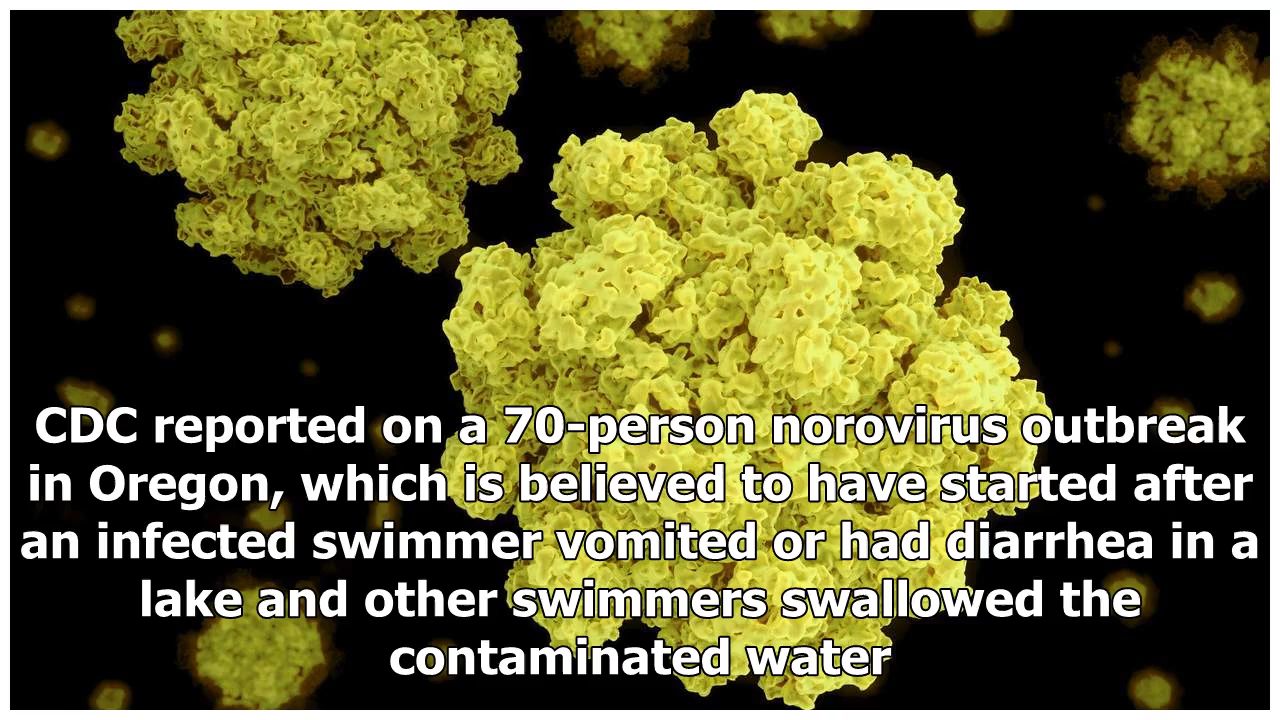 CDC reported on a 70-person norovirus outbreak
in Oregon, which is believed to have started after
an infected swimmer vomited or had diarrhea in a
lake and other swimmers swallowed the
contaminated water